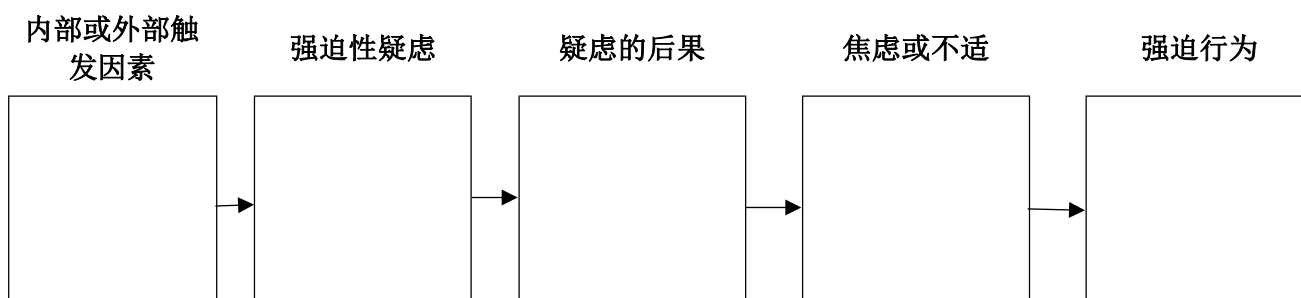 内部或外部触
发因素
强迫性疑虑
疑虑的后果
焦虑或不适
强迫行为